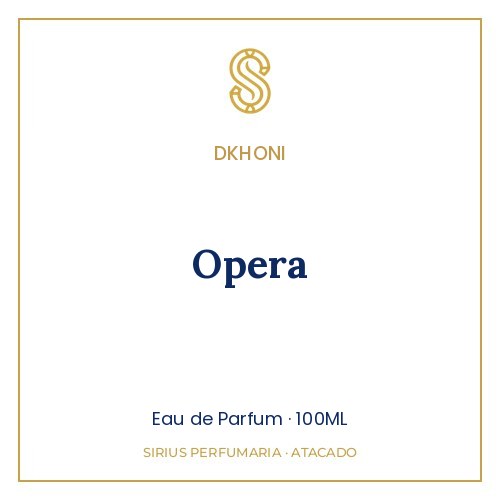 DKHONI
Opera
Eau de Parfum · 100ML
SIRIUS PERFUMARIA · ATACADO